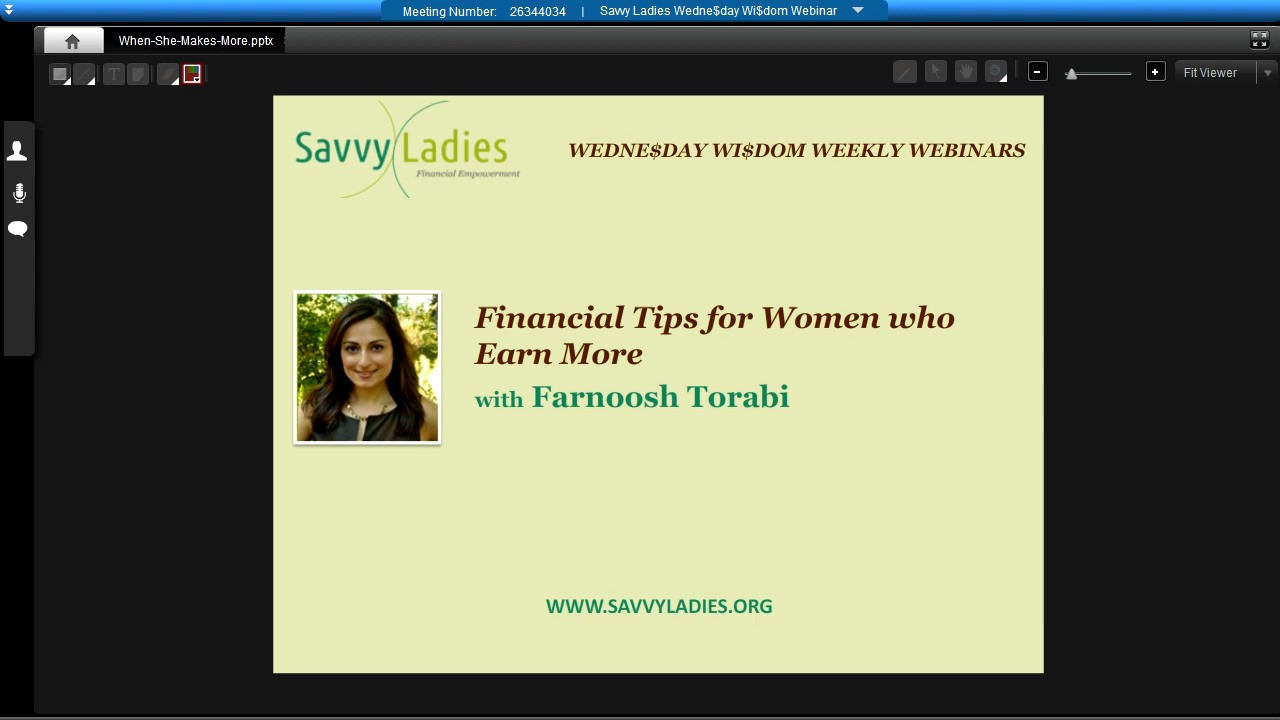 Meeting Number: 26344034 | Savvy Ladies Wedne$day Wi$dom Webinar
When-She-Makes-More.pptx
T
Fit Viewer
Savvy Ladies
Financial Empowerment
WEDNE$DAY WI$DOM WEEKLY WEBINARS
Financial Tips for Women who
Earn More
with Farnoosh Torabi
WWW.SAVVYLADIES.ORG